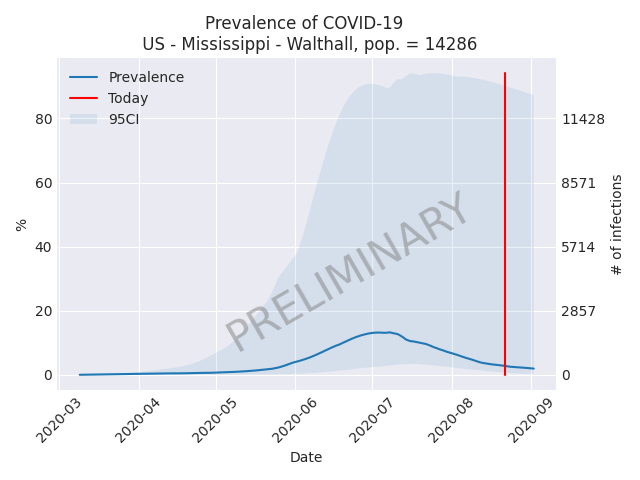 Prevalence of COVID-19
US - Mississippi - Walthall, pop. = 14286
Prevalence
Today
95CI
80
60
40
20
0
%
11428
8571
5714
2857
0
# of infections
PRELIMINARY
2020-03
2020-04
2020-05
2020-06
2020-07
2020-08
2020-09
Date